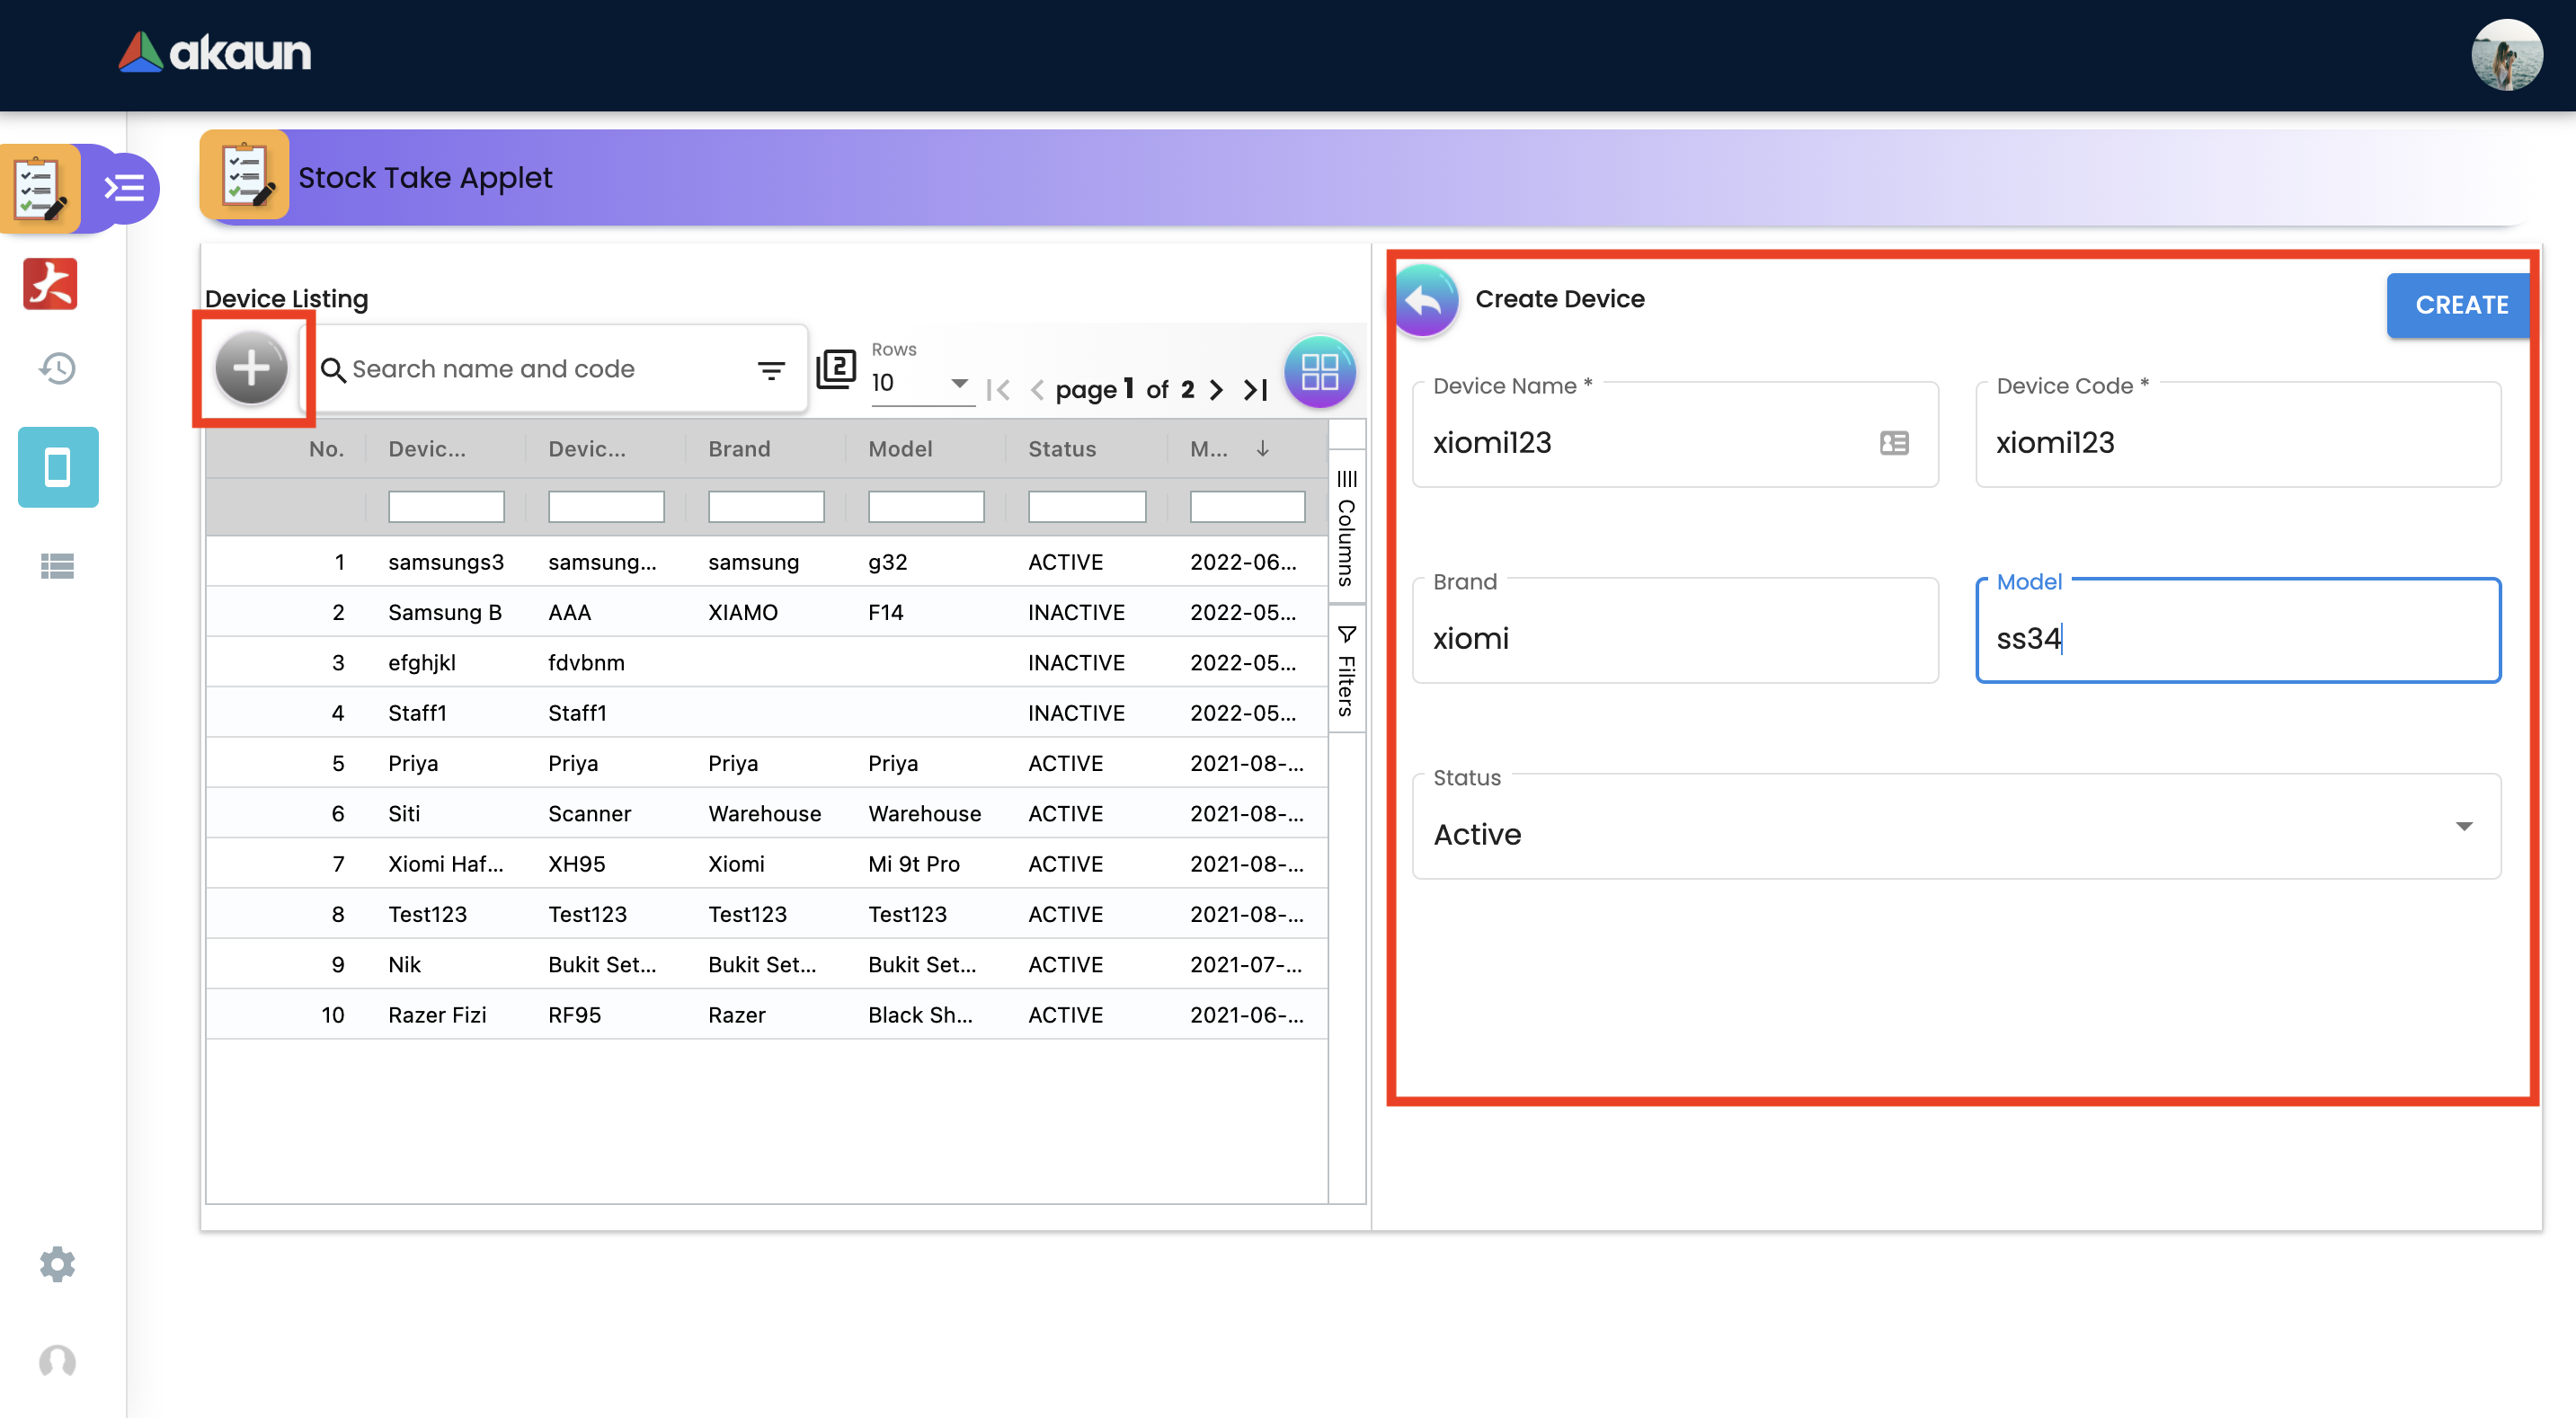 akaun
Stock Take Applet
Device Listing
Search name and code
2
Rows
10
page 1 of 2
No. Devic... Devic... Brand Model Status M...
1 samsungs3 samsung... samsung g32 ACTIVE 2022-06...
2 Samsung B AAA XIAMO F14 INACTIVE 2022-05...
3 efghjkl fdvbnm INACTIVE 2022-05...
4 Staff1 Staff1 INACTIVE 2022-05...
5 Priya Priya Priya Priya ACTIVE 2021-08-...
6 Siti Scanner Warehouse Warehouse ACTIVE 2021-08-...
7 Xiomi Haf... XH95 Xiomi Mi 9t Pro ACTIVE 2021-08-...
8 Test123 Test123 Test123 Test123 ACTIVE 2021-08-...
9 Nik Bukit Set... Bukit Set... Bukit Set... ACTIVE 2021-07-...
10 Razer Fizi RF95 Razer Black Sh... ACTIVE 2021-06-...
Columns
Filters
Create Device
CREATE
Device Name *
xiomi123
Device Code *
xiomi123
Brand
xiomi
Model
ss34
Status
Active